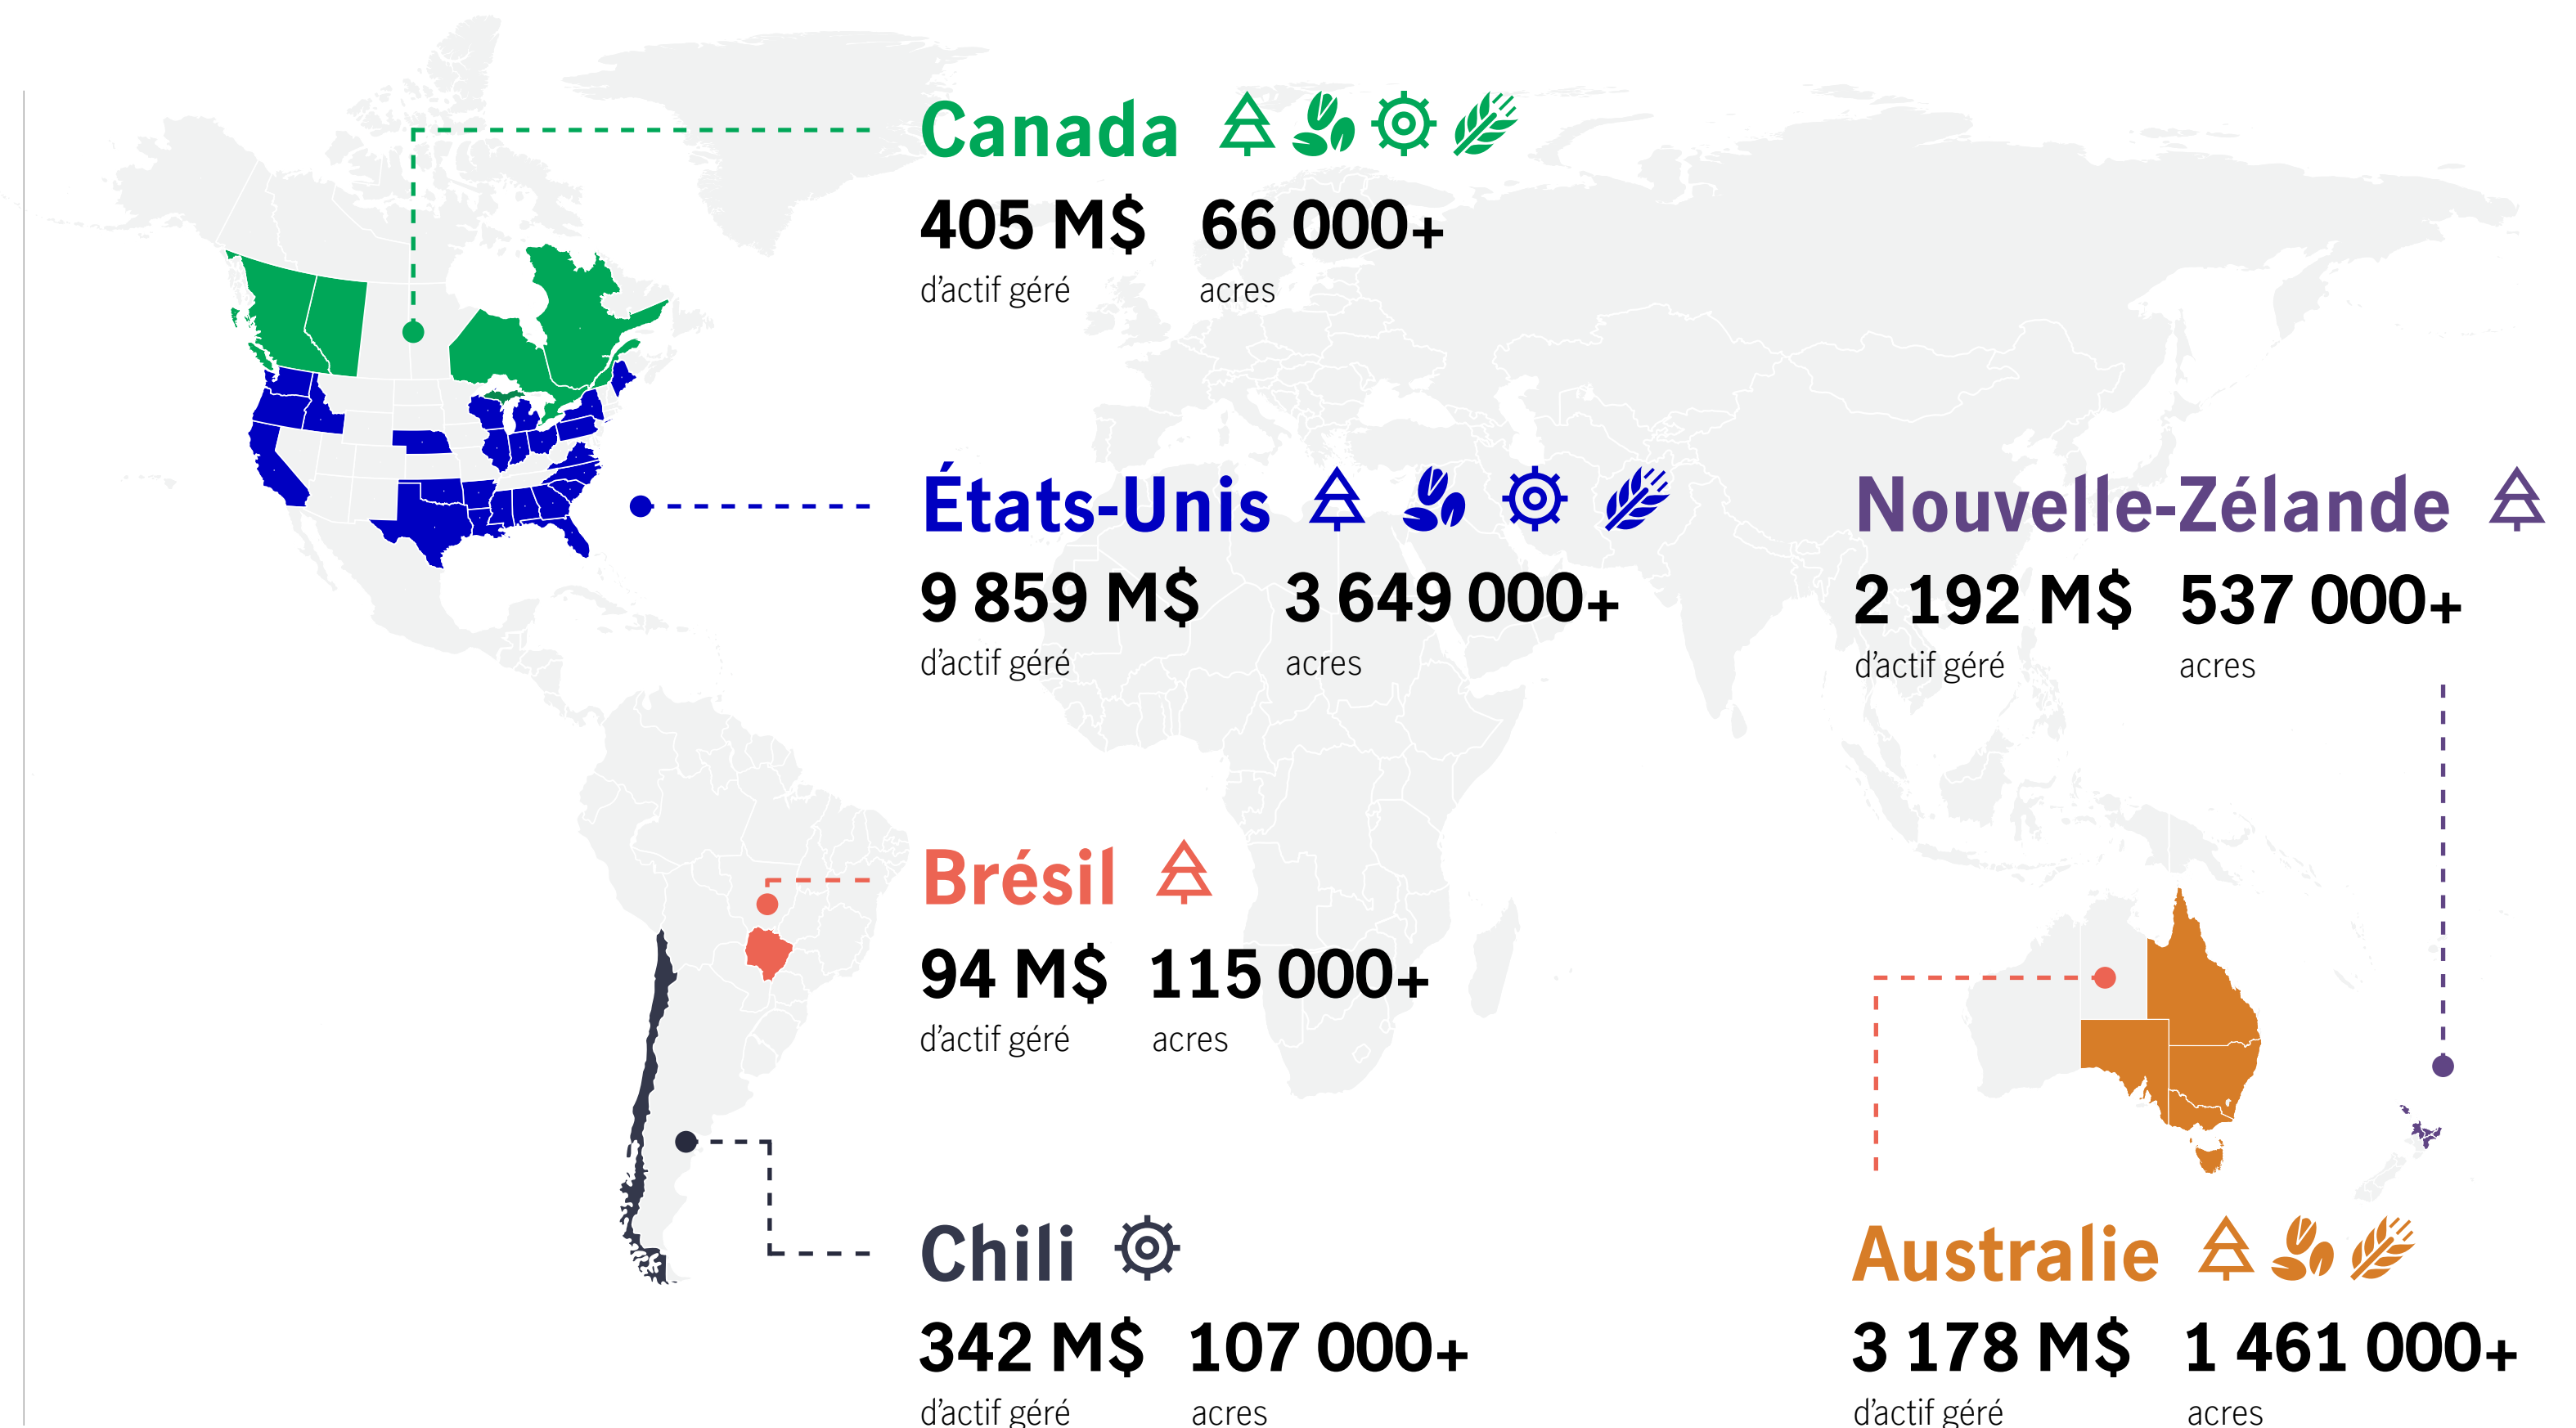 Canada
405 M$ 66 000+
d’actif géré acres
États-Unis
9 859 M$ 3 649 000+
d’actif géré acres
Nouvelle-Zélande
2 192 M$ 537 000+
d’actif géré acres
Brésil
94 M$ 115 000+
d’actif géré acres
Chili
342 M$ 107 000+
d’actif géré acres
Australie
3 178 M$ 1 461 000+
d’actif géré acres